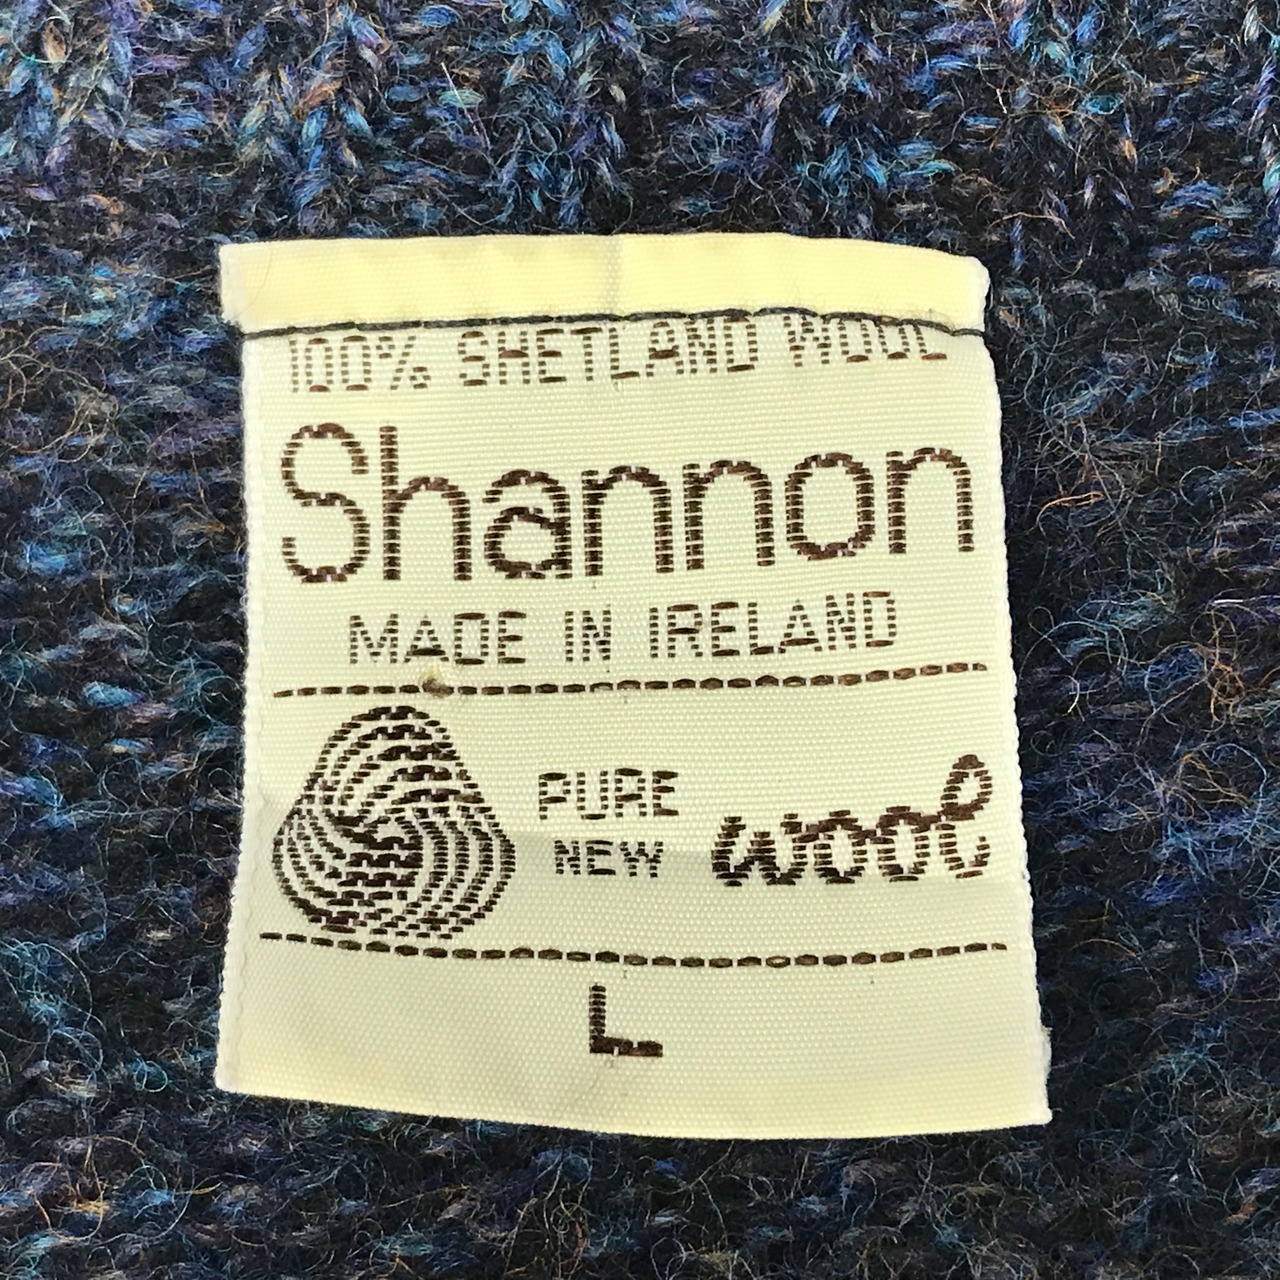 100% SHETLAND WOOL
Shannon
MADE IN IRELAND
PURE
NEW wool
L